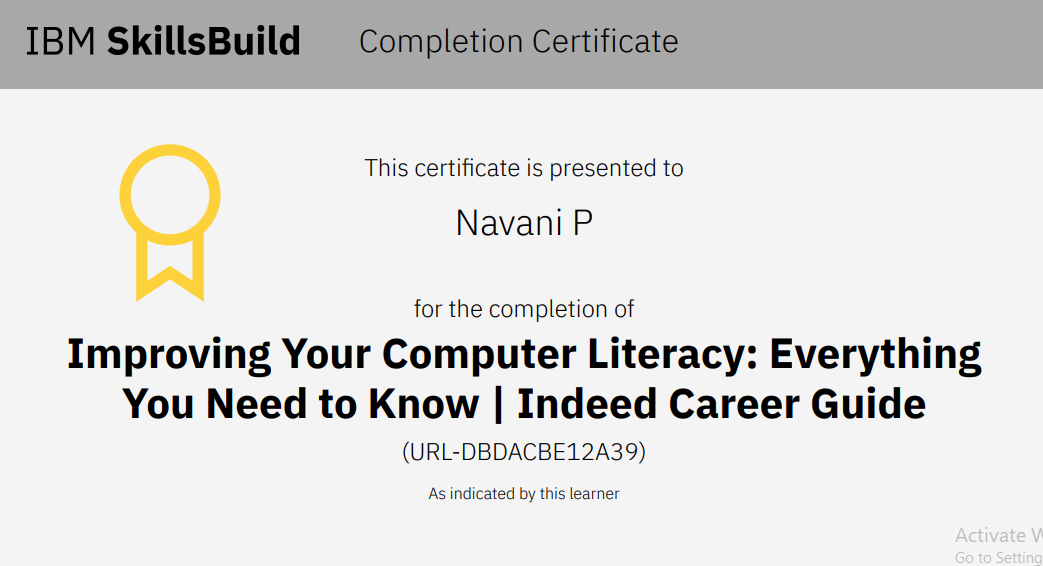 IBM SkillsBuild Completion Certificate
This certificate is presented to
Navani P
for the completion of
Improving Your Computer Literacy: Everything
You Need to Know | Indeed Career Guide
(URL-DBDACBE12A39)
As indicated by this learner
Activate W
Go to Setting